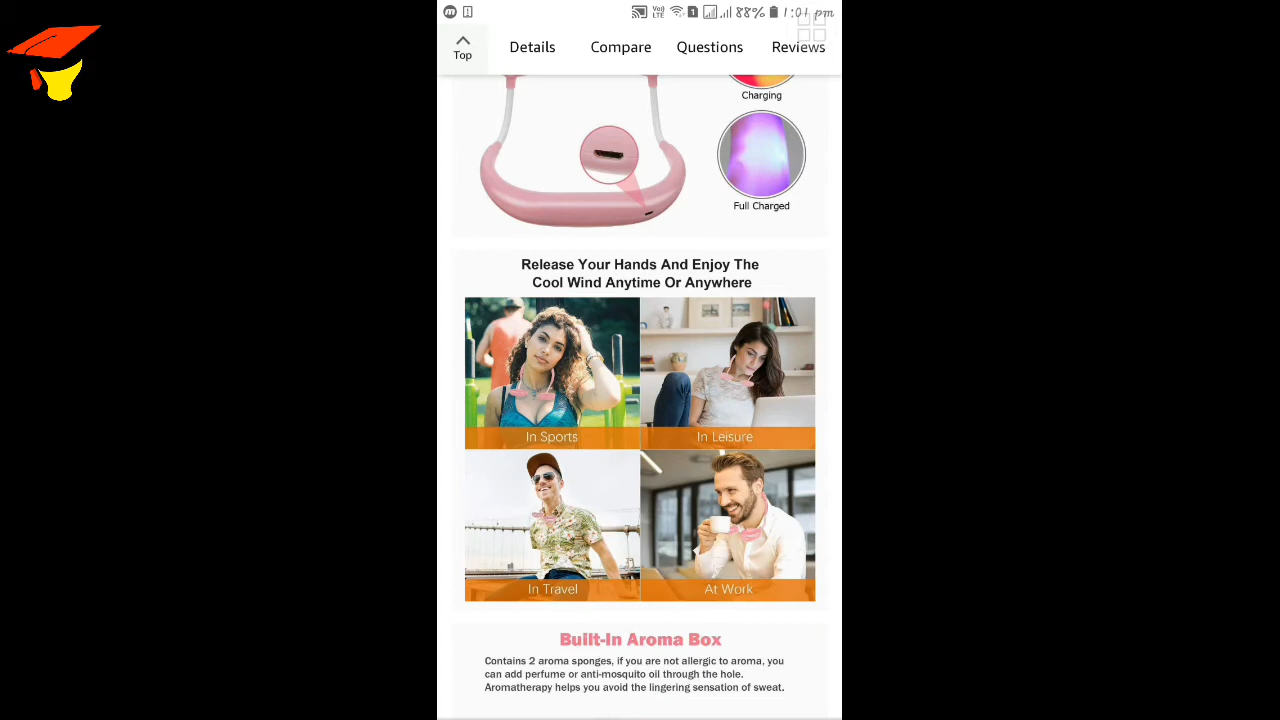 Voj) LTE 1 88% 1:01 pm
Top
Details Compare Questions Reviews
Charging
Full Charged
Release Your Hands And Enjoy The
Cool Wind Anytime Or Anywhere
In Sports
In Leisure
In Travel
At Work
Built-In Aroma Box
Contains 2 aroma sponges, if you are not allergic to aroma, you
can add perfume or anti-mosquito oil through the hole.
Aromatherapy helps you avoid the lingering sensation of sweat.